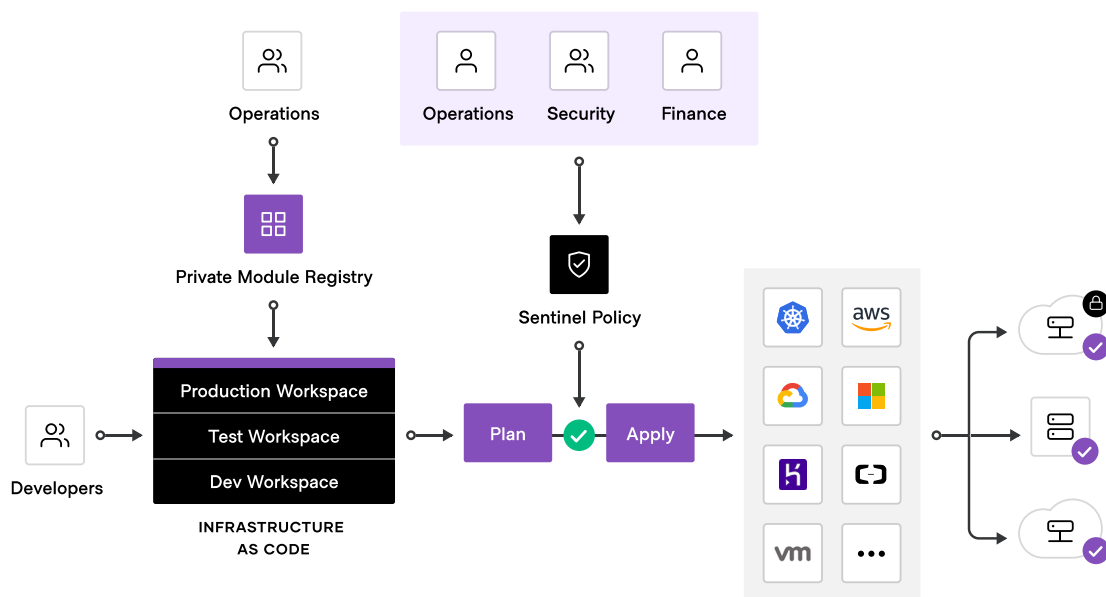 Operations
Operations
Security
Finance
Private Module Registry
Sentinel Policy
Production Workspace
Test Workspace
Dev Workspace
Developers
INFRASTRUCTURE
AS CODE
Plan
Apply
aws
vm